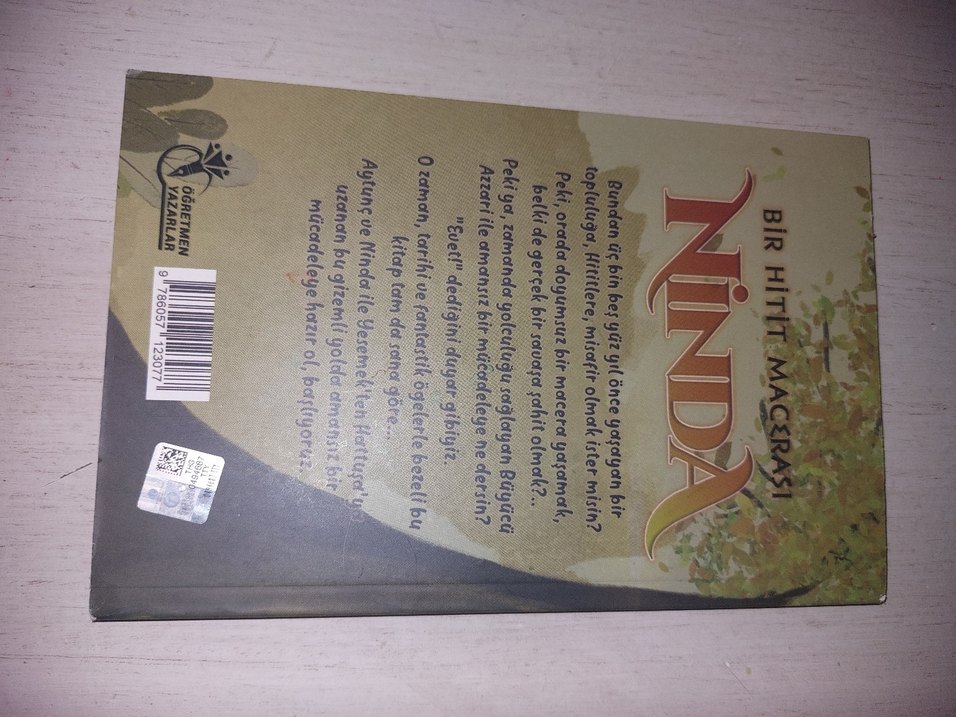 BİR HİTİT MACERASI
NİNDA
Bundan üç bin beş yüz yıl önce yaşayan bir
topluluğa, Hititlere, misafir olmak ister misin?
Peki, orada doyumsuz bir macera yaşamak,
belki de gerçek bir savaşa şahit olmak?...
Peki ya, zamanda yolculuğu sağlayan Büyücü
Azzari ile amansız bir mücadeleye ne dersin?
"Evet!" dediğini duyar gibiyiz.
O zaman, tarihi ve fantastik ögelerle bezeli bu
kitap tam da sana göre...
Aytunç ve Ninda ile Yesemek'ten Hattuşa'ya
uzanan bu gizemli yolda amansız bir
mücadeleye hazır ol, başlıyoruz.
ÖĞRETMEN
YAZARLAR
9 786057 123077